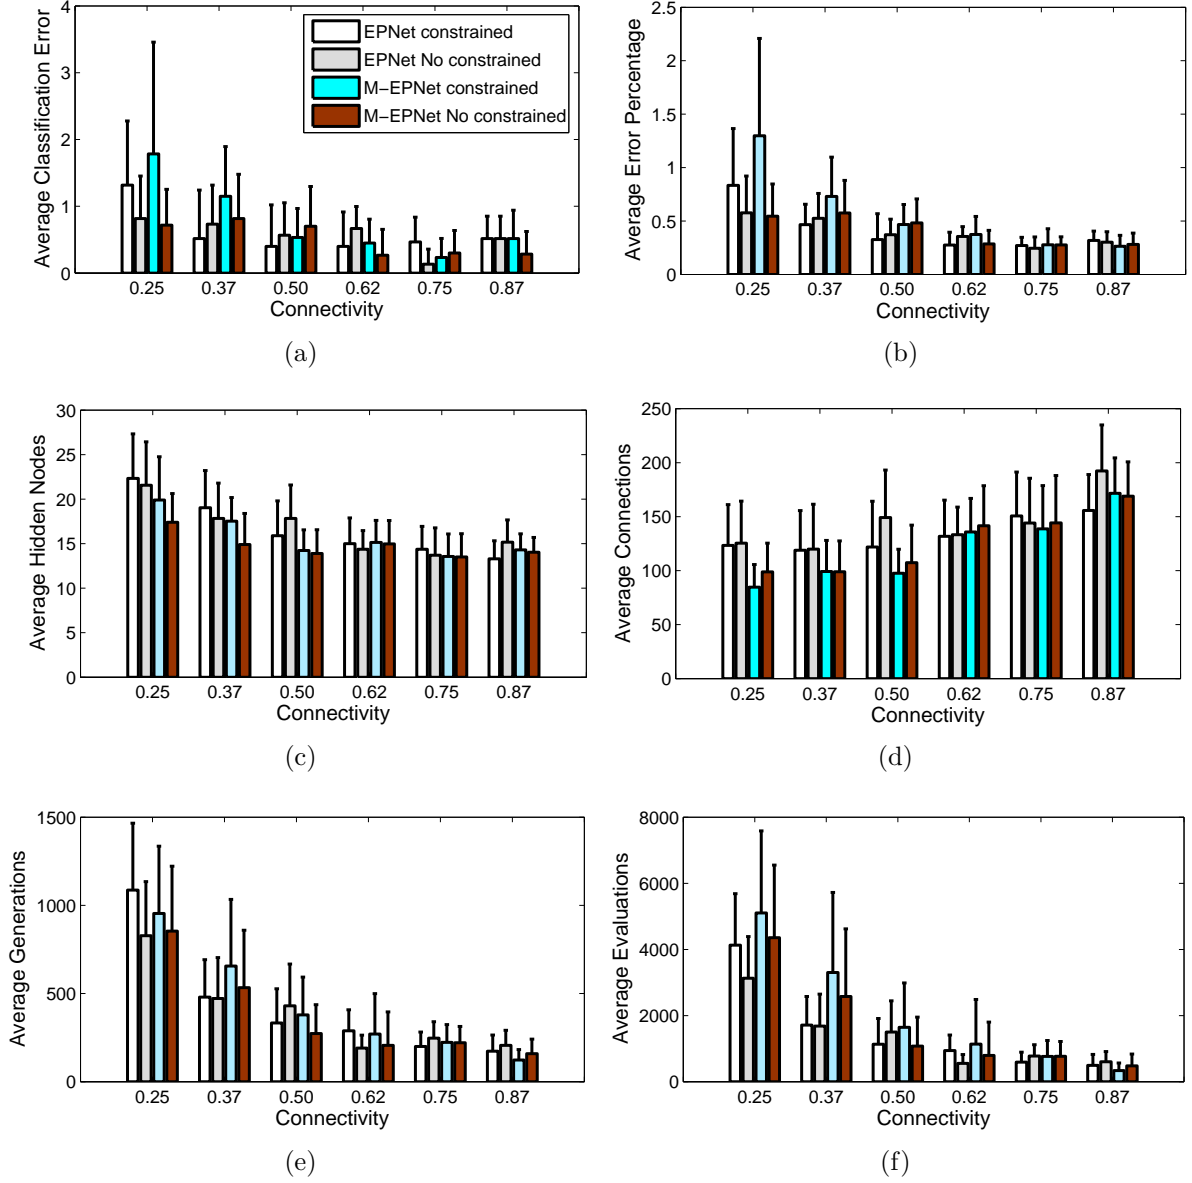 4
3
2
1
0
Average Classification Error
EPNet constrained
EPNet No constrained
M−EPNet constrained
M−EPNet No constrained
0.25 0.37 0.50 0.62 0.75 0.87
Connectivity
(a)
2.5
2
1.5
1
0.5
0
Average Error Percentage
0.25 0.37 0.50 0.62 0.75 0.87
Connectivity
(b)
30
25
20
15
10
5
0
Average Hidden Nodes
0.25 0.37 0.50 0.62 0.75 0.87
Connectivity
(c)
250
200
150
100
50
0
Average Connections
0.25 0.37 0.50 0.62 0.75 0.87
Connectivity
(d)
1500
1000
500
0
Average Generations
0.25 0.37 0.50 0.62 0.75 0.87
Connectivity
(e)
8000
6000
4000
2000
0
Average Evaluations
0.25 0.37 0.50 0.62 0.75 0.87
Connectivity
(f)